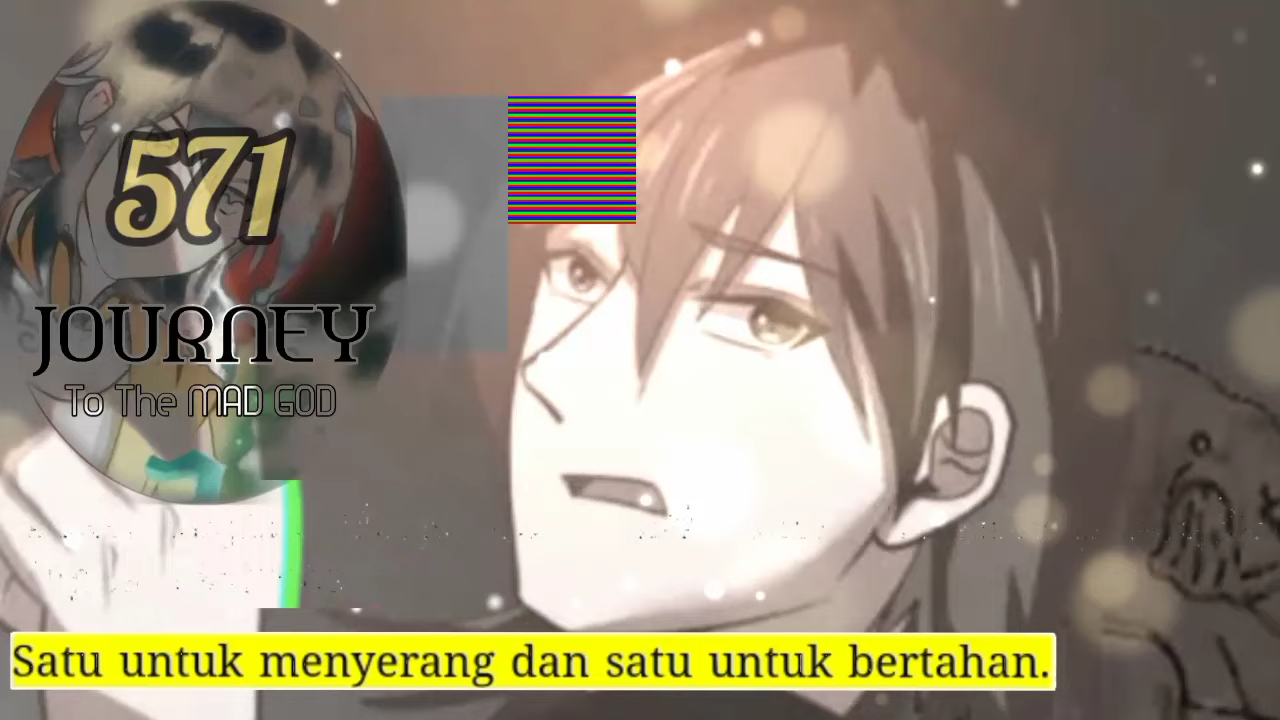 571
JOURNEY
To The MAD GOD
Satu untuk menyerang dan satu untuk bertahan.